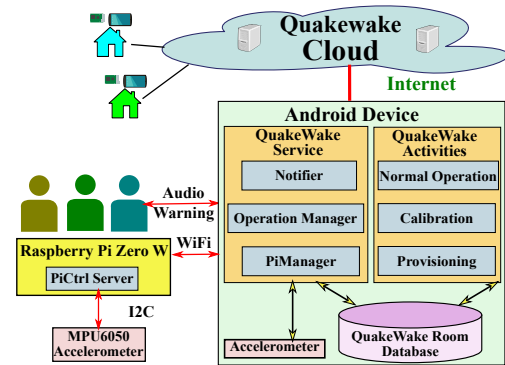 Quakewake
Cloud
Internet
Android Device
QuakeWake
Service
Notifier
Operation Manager
PiManager
QuakeWake
Activities
Normal Operation
Calibration
Provisioning
Audio
Warning
WiFi
Raspberry Pi Zero W
PiCtrl Server
I2C
MPU6050
Accelerometer
Accelerometer
QuakeWake Room
Database